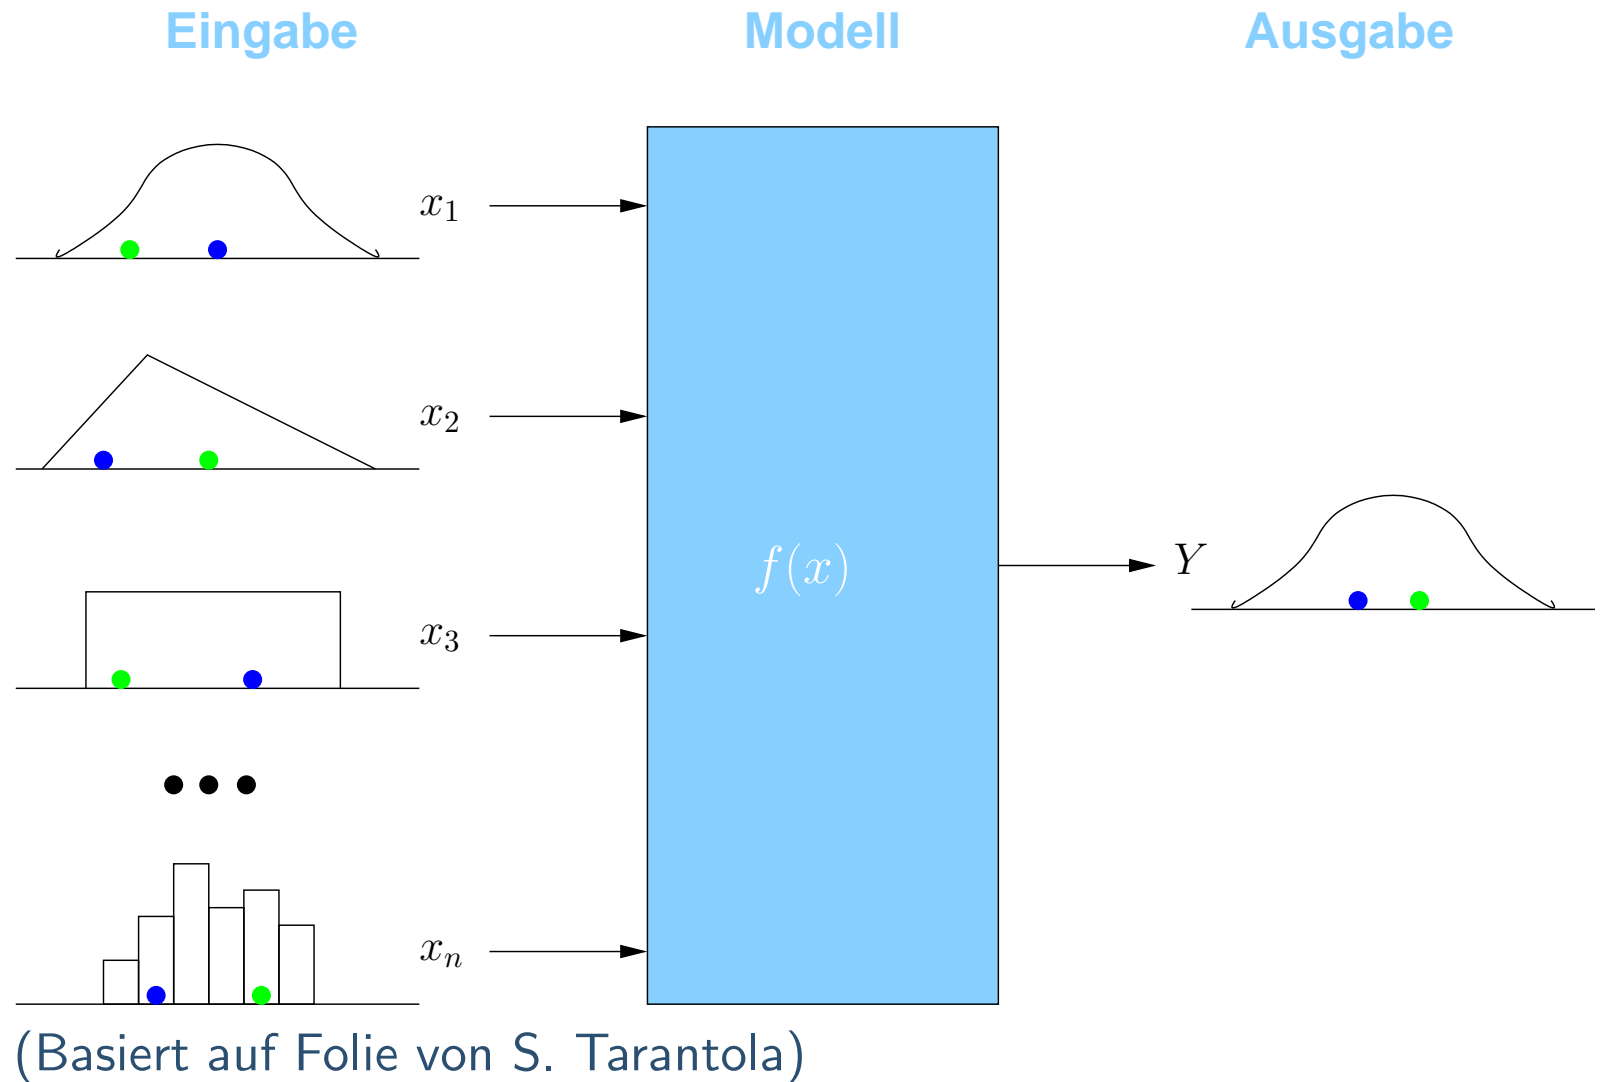 Eingabe Modell Ausgabe
x₁
x₂
f(x)
Y
x₃
xₙ
(Basiert auf Folie von S. Tarantola)